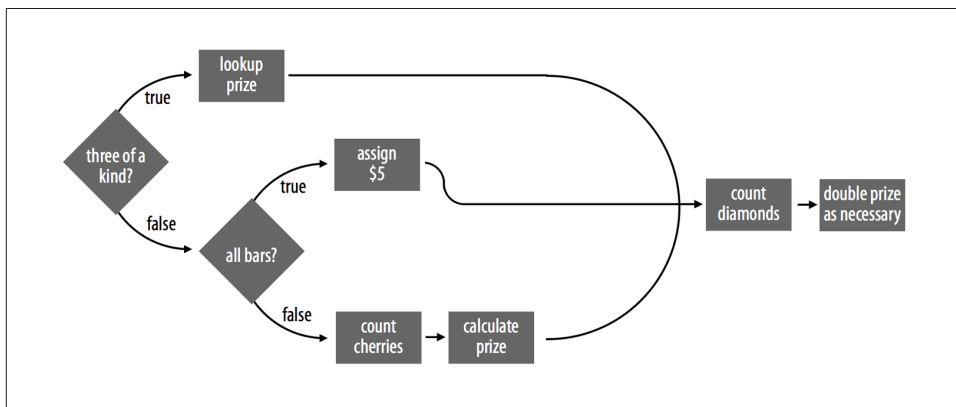 lookup
prize
true
three of a
kind?
false
assign
$5
true
all bars?
false
count
cherries
calculate
prize
count
diamonds
double prize
as necessary